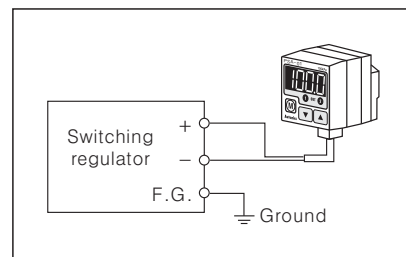 100.0
M
Autonics
Switching
regulator
+
−
F.G.
Ground